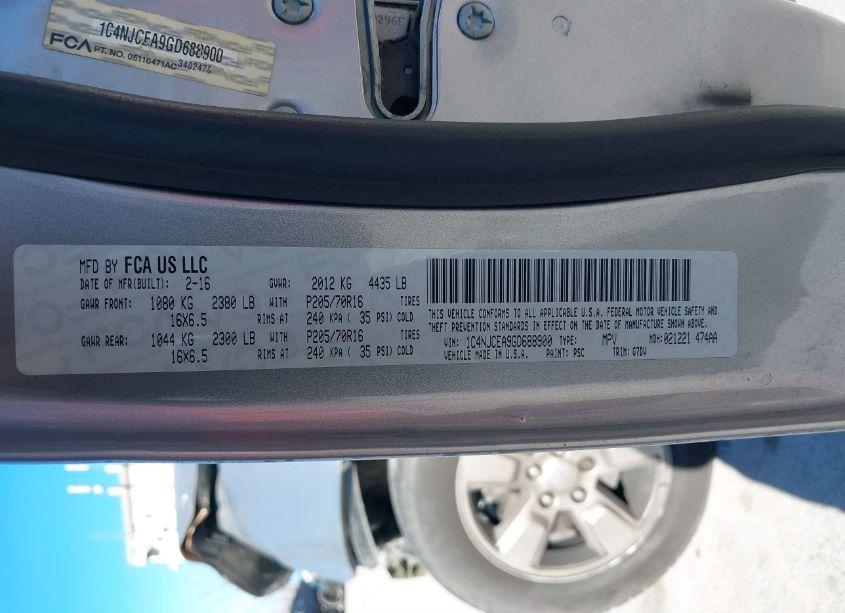 1C4NJCEA9GD688900
FCA PT. NO. 05116471AC
MFD BY FCA US LLC
DATE OF MFR(BUILT): 2-16 GVWR: 2012 KG 4435 LB
GAWR FRONT: 1080 KG 2380 LB WITH P205/70R16 TIRES
16X6.5 RIMS AT 240 KPA ( 35 PSI) COLD
GAWR REAR: 1044 KG 2300 LB WITH P205/70R16 TIRES
16X6.5 RIMS AT 240 KPA ( 35 PSI) COLD
THIS VEHICLE CONFORMS TO ALL APPLICABLE U.S.A. FEDERAL MOTOR VEHICLE SAFETY AND
THEFT PREVENTION STANDARDS IN EFFECT ON THE DATE OF MANUFACTURE SHOWN ABOVE.
VIN: 1C4NJCEA9GD688900 TYPE: MPV MDH:021221 474AA
VEHICLE MADE IN U.S.A. PAINT: PSC TRIM: G7DV